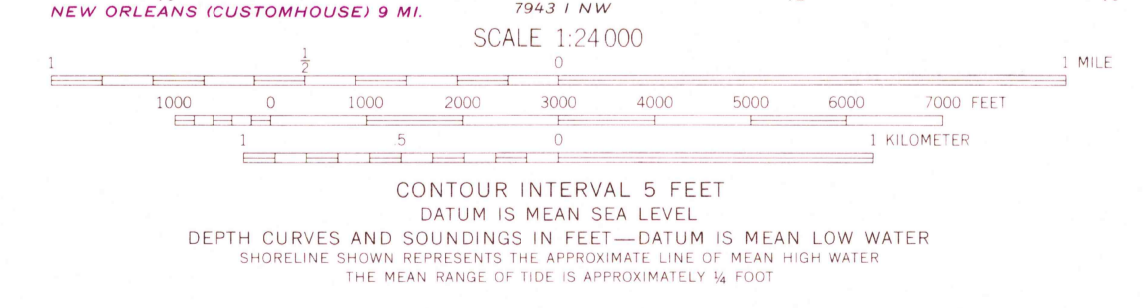 NEW ORLEANS (CUSTOMHOUSE) 9 MI.
7943 I NW
SCALE 1:24000
1 ½ 0 1 MILE
1000 0 1000 2000 3000 4000 5000 6000 7000 FEET
1 .5 0 1 KILOMETER
CONTOUR INTERVAL 5 FEET
DATUM IS MEAN SEA LEVEL
DEPTH CURVES AND SOUNDINGS IN FEET—DATUM IS MEAN LOW WATER
SHORELINE SHOWN REPRESENTS THE APPROXIMATE LINE OF MEAN HIGH WATER
THE MEAN RANGE OF TIDE IS APPROXIMATELY ¼ FOOT